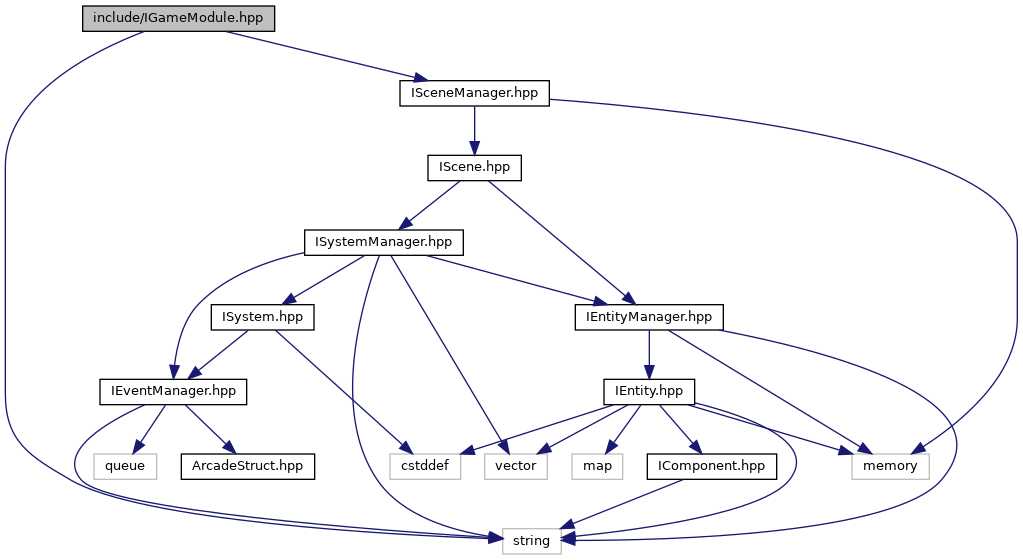 include/IGameModule.hpp
ISceneManager.hpp
IScene.hpp
ISystemManager.hpp
ISystem.hpp
IEntityManager.hpp
IEventManager.hpp
IEntity.hpp
queue
ArcadeStruct.hpp
cstddef
vector
map
IComponent.hpp
memory
string